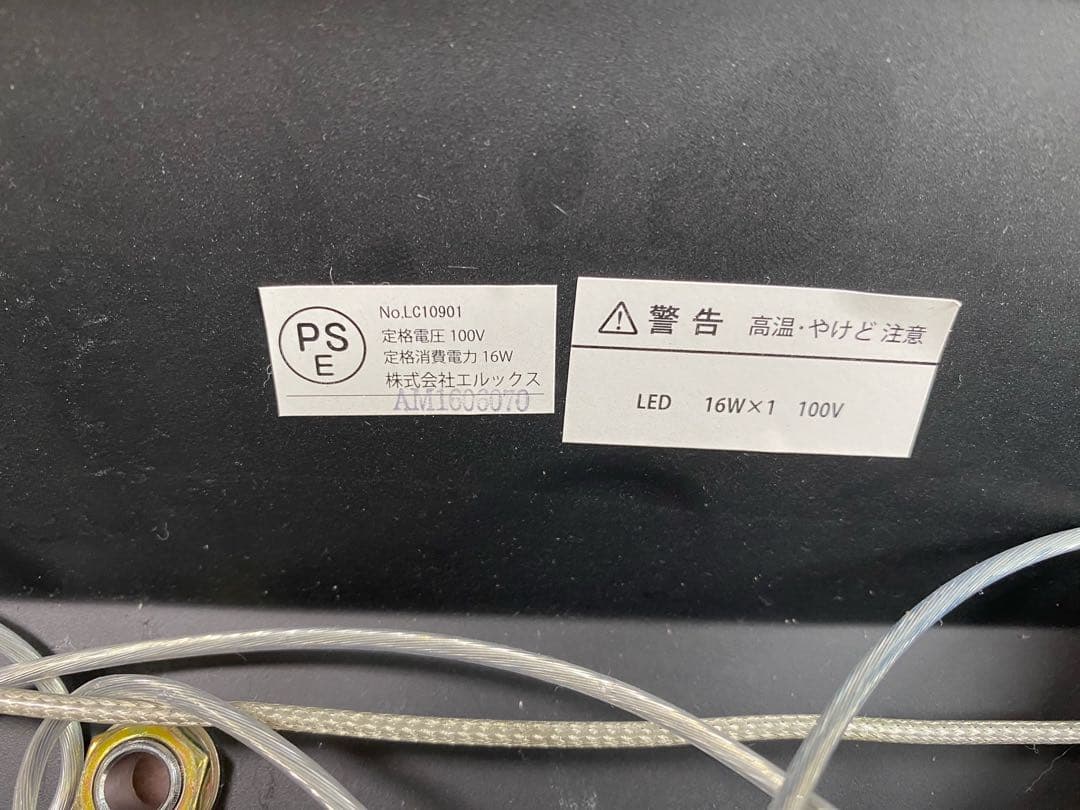 PS
E
No.LC10901
定格電圧 100V
定格消費電力 16W
株式会社エルックス
AM1606070
警告 高温・やけど 注意
LED 16W×1 100V